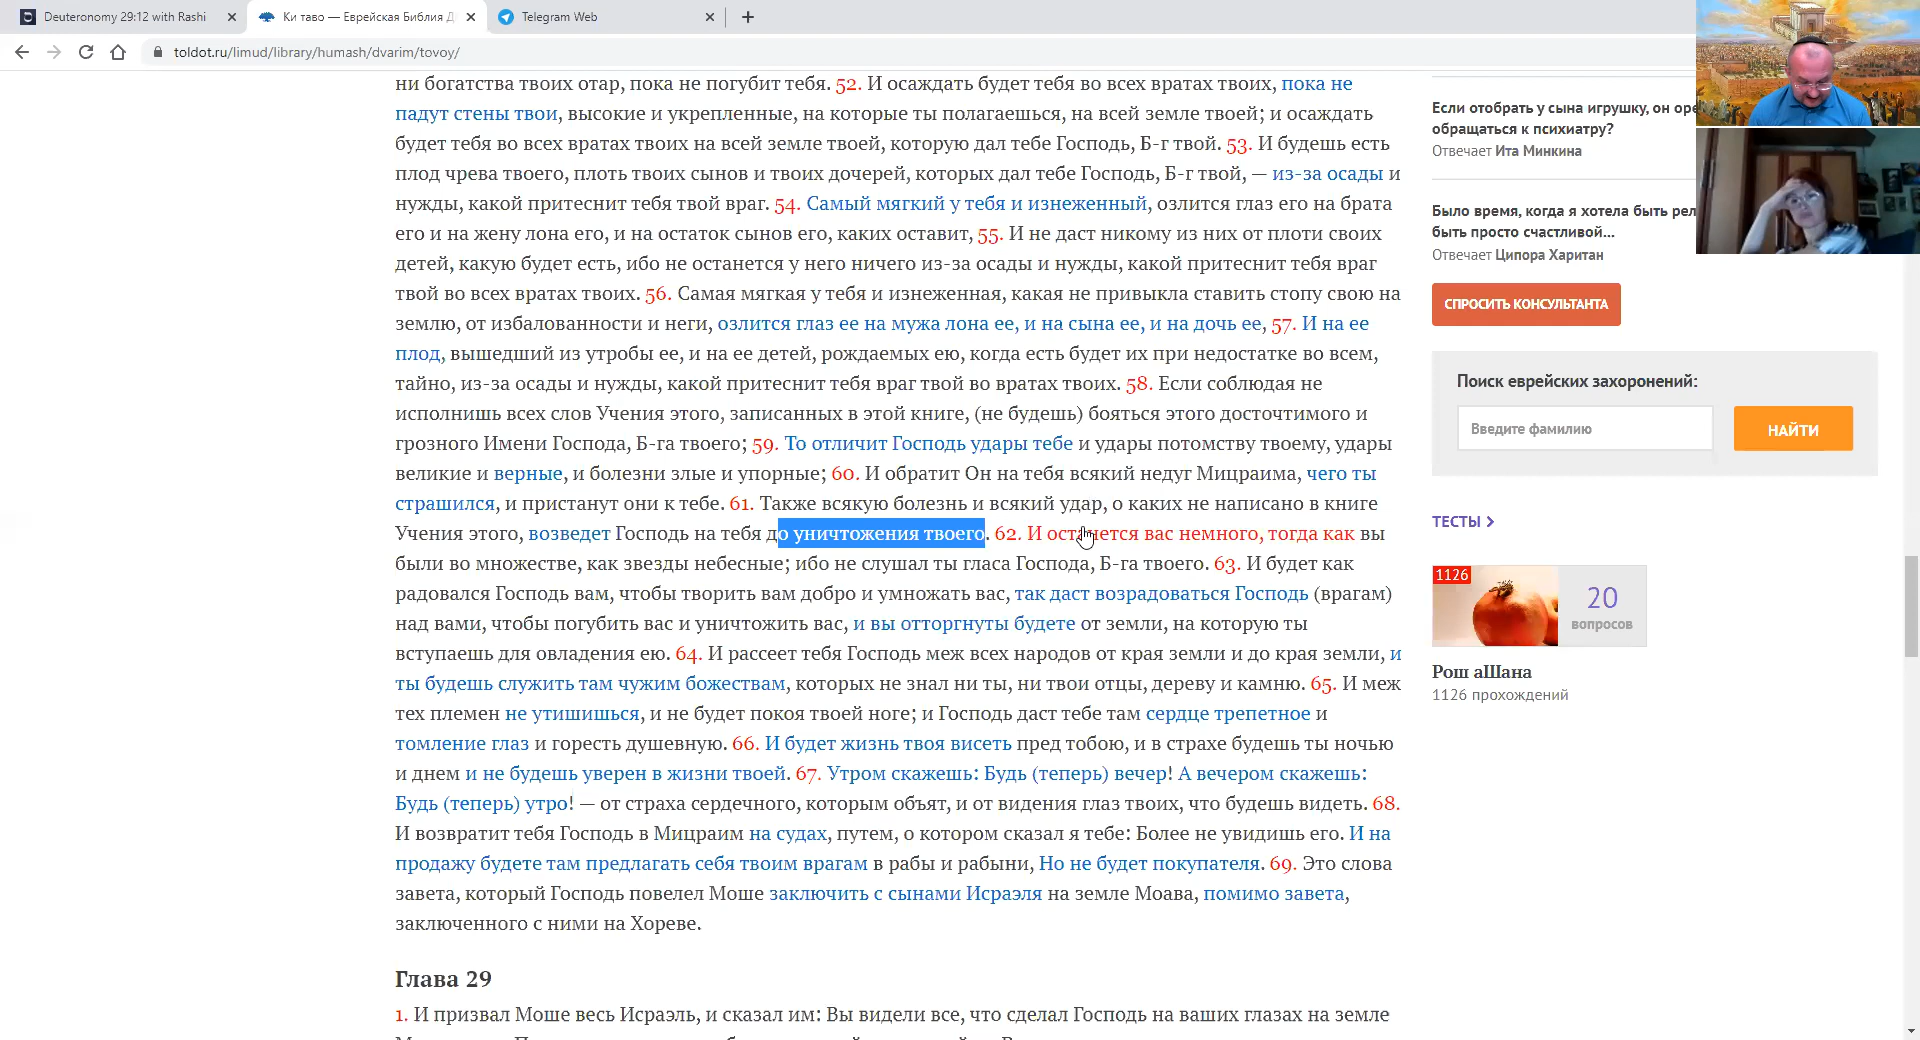 Deuteronomy 29:12 with Rashi
Ки таво — Еврейская Библия Д
Telegram Web
toldot.ru/limud/library/humash/dvarim/tovoy/
ни богатства твоих отар, пока не погубит тебя. 52. И осаждать будет тебя во всех вратах твоих, пока не
падут стены твои, высокие и укрепленные, на которые ты полагаешься, на всей земле твоей; и осаждать
будет тебя во всех вратах твоих на всей земле твоей, которую дал тебе Господь, Б-г твой. 53. И будешь есть
плод чрева твоего, плоть твоих сынов и твоих дочерей, которых дал тебе Господь, Б-г твой, — из-за осады и
нужды, какой притеснит тебя твой враг. 54. Самый мягкий у тебя и изнеженный, озлится глаз его на брата
его и на жену лона его, и на остаток сынов его, каких оставит, 55. И не даст никому из них от плоти своих
детей, какую будет есть, ибо не останется у него ничего из-за осады и нужды, какой притеснит тебя враг
твой во всех вратах твоих. 56. Самая мягкая у тебя и изнеженная, какая не привыкла ставить стопу свою на
землю, от избалованности и неги, озлится глаз ее на мужа лона ее, и на сына ее, и на дочь ее, 57. И на ее
плод, вышедший из утробы ее, и на ее детей, рождаемых ею, когда есть будет их при недостатке во всем,
тайно, из-за осады и нужды, какой притеснит тебя враг твой во вратах твоих. 58. Если соблюдая не
исполнишь всех слов Учения этого, записанных в этой книге, (не будешь) бояться этого досточтимого и
грозного Имени Господа, Б-га твоего; 59. То отличит Господь удары тебе и удары потомству твоему, удары
великие и верные, и болезни злые и упорные; 60. И обратит Он на тебя всякий недуг Мицраима, чего ты
страшился, и пристанут они к тебе. 61. Также всякую болезнь и всякий удар, о каких не написано в книге
Учения этого, возведет Господь на тебя до уничтожения твоего. 62. И останется вас немного, тогда как вы
были во множестве, как звезды небесные; ибо не слушал ты гласа Господа, Б-га твоего. 63. И будет как
радовался Господь вам, чтобы творить вам добро и умножать вас, так даст возрадоваться Господь (врагам)
над вами, чтобы погубить вас и уничтожить вас, и вы отторгнуты будете от земли, на которую ты
вступаешь для овладения ею. 64. И рассеет тебя Господь меж всех народов от края земли и до края земли, и
ты будешь служить там чужим божествам, которых не знал ни ты, ни твои отцы, дереву и камню. 65. И меж
тех племен не утишишься, и не будет покоя твоей ноге; и Господь даст тебе там сердце трепетное и
томление глаз и горесть душевную. 66. И будет жизнь твоя висеть пред тобою, и в страхе будешь ты ночью
и днем и не будешь уверен в жизни твоей. 67. Утром скажешь: Будь (теперь) вечер! А вечером скажешь:
Будь (теперь) утро! — от страха сердечного, которым объят, и от видения глаз твоих, что будешь видеть. 68.
И возвратит тебя Господь в Мицраим на судах, путем, о котором сказал я тебе: Более не увидишь его. И на
продажу будете там предлагать себя твоим врагам в рабы и рабыни, Но не будет покупателя. 69. Это слова
завета, который Господь повелел Моше заключить с сынами Исраэля на земле Моава, помимо завета,
заключенного с ними на Хореве.
Глава 29
1. И призвал Моше весь Исраэль, и сказал им: Вы видели все, что сделал Господь на ваших глазах на земле
Если отобрать у сына игрушку, он оре
обращаться к психиатру?
Отвечает Ита Минкина
Было время, когда я хотела быть рел
быть просто счастливой...
Отвечает Ципора Харитан
СПРОСИТЬ КОНСУЛЬТАНТА
Поиск еврейских захоронений:
Введите фамилию
НАЙТИ
ТЕСТЫ
1126
20
вопросов
Рош аШана
1126 прохождений